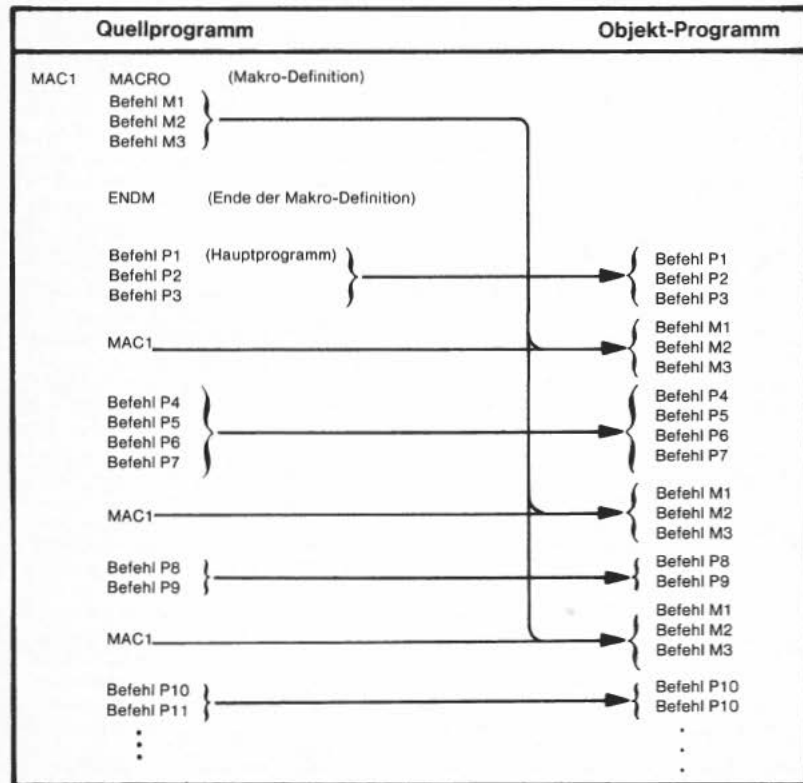 Quellprogramm Objekt-Programm
MAC1 MACRO (Makro-Definition)
Befehl M1
Befehl M2
Befehl M3
ENDM (Ende der Makro-Definition)
Befehl P1 (Hauptprogramm) Befehl P1
Befehl P2 Befehl P2
Befehl P3 Befehl P3
MAC1 Befehl M1
Befehl M2
Befehl M3
Befehl P4 Befehl P4
Befehl P5 Befehl P5
Befehl P6 Befehl P6
Befehl P7 Befehl P7
MAC1 Befehl M1
Befehl M2
Befehl M3
Befehl P8 Befehl P8
Befehl P9 Befehl P9
MAC1 Befehl M1
Befehl M2
Befehl M3
Befehl P10 Befehl P10
Befehl P11 Befehl P10